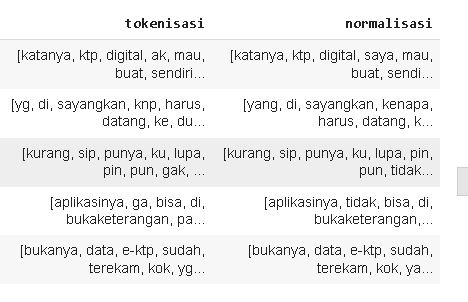 tokenisasi normalisasi
[katanya, ktp, digital, ak, mau, [katanya, ktp, digital, saya, mau,
buat, sendiri... buat, sendi...
[yg, di, sayangkan, knp, harus, [yang, di, sayangkan, kenapa,
datang, ke, du... harus, datang, k...
[kurang, sip, punya, ku, lupa, [kurang, sip, punya, ku, lupa, pin,
pin, pun, gak, ... pun, tidak...
[aplikasinya, ga, bisa, di, [aplikasinya, tidak, bisa, di,
bukaketerangan, pa... bukaketerangan,...
[bukanya, data, e-ktp, sudah, [bukanya, data, e-ktp, sudah,
terekam, kok, yg... terekam, kok, ya...